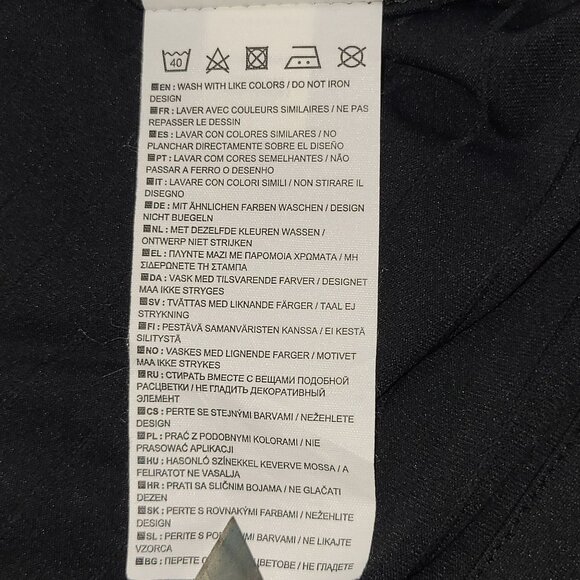 40
EN : WASH WITH LIKE COLORS / DO NOT IRON
DESIGN
FR : LAVER AVEC COULEURS SIMILAIRES / NE PAS
REPASSER LE DESSIN
ES : LAVAR CON COLORES SIMILARES / NO
PLANCHAR DIRECTAMENTE SOBRE EL DISEÑO
PT : LAVAR COM CORES SEMELHANTES / NÃO
PASSAR A FERRO O DESENHO
IT : LAVARE CON COLORI SIMILI / NON STIRARE IL
DISEGNO
DE : MIT ÄHNLICHEN FARBEN WASCHEN / DESIGN
NICHT BUEGELN
NL : MET DEZELFDE KLEUREN WASSEN /
ONTWERP NIET STRIJKEN
EL : ΠΛΥΝΤΕ ΜΑΖΙ ΜΕ ΠΑΡΟΜΟΙΑ ΧΡΩΜΑΤΑ / ΜΗ
ΣΙΔΕΡΩΝΕΤΕ ΤΗ ΣΤΑΜΠΑ
DA : VASK MED TILSVARENDE FARVER / DESIGNET
MAA IKKE STRYGES
SV : TVÄTTAS MED LIKNANDE FÄRGER / TAAL EJ
STRYKNING
FI : PESTÄVÄ SAMANVÄRISTEN KANSSA / EI KESTÄ
SILITYSTÄ
NO : VASKES MED LIGNENDE FARGER / MOTIVET
MAA IKKE STRYKES
RU : СТИРАТЬ ВМЕСТЕ С ВЕЩАМИ ПОДОБНОЙ
РАСЦВЕТКИ / НЕ ГЛАДИТЬ ДЕКОРАТИВНЫЙ
ЭЛЕМЕНТ
CS : PERTE SE STEJNÝMI BARVAMI / NEŽEHLETE
DESIGN
PL : PRAĆ Z PODOBNYMI KOLORAMI / NIE
PRASOWAĆ APLIKACJI
HU : HASONLÓ SZÍNEKKEL KEVERVE MOSSA / A
FELIRATOT NE VASALJA
HR : PRATI SA SLIČNIM BOJAMA / NE GLAČATI
DEZEN
SK : PERTE S ROVNAKÝMI FARBAMI / NEŽEHLITE
DESIGN
SL : PERITE S BARVAMI / NE LIKAJTE
VZORCA
BG : ПЕРЕТЕ С ЦВЕТОВЕ / НЕ ГЛАДЕТЕ